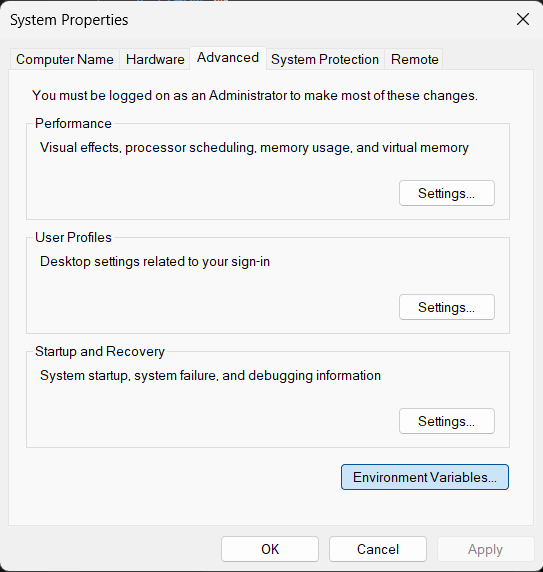 System Properties
Computer Name Hardware Advanced System Protection Remote
You must be logged on as an Administrator to make most of these changes.
Performance
Visual effects, processor scheduling, memory usage, and virtual memory
Settings...
User Profiles
Desktop settings related to your sign-in
Settings...
Startup and Recovery
System startup, system failure, and debugging information
Settings...
Environment Variables...
OK Cancel Apply